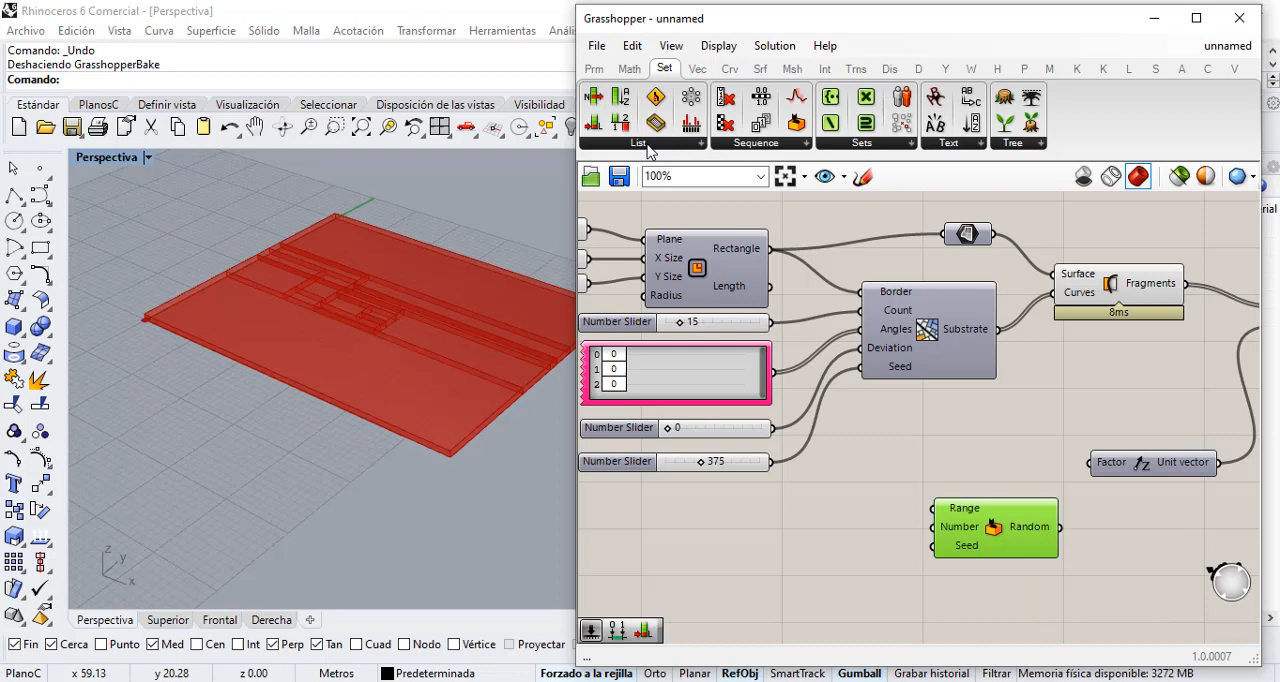 Rhinoceros 6 Comercial - [Perspectiva]
Archivo Edición Vista Curva Superficie Sólido Malla Acotación Transformar Herramientas Anális
Comando: _Undo
Deshaciendo GrasshopperBake
Comando:
Estándar PlanosC Definir vista Visualización Seleccionar Disposición de las vistas Visibilidad
Perspectiva
z y x
Grasshopper - unnamed
File Edit View Display Solution Help unnamed
Prm Math Set Vec Crv Srf Msh Int Trns Dis D Y W H P M K K L S A C V
List Sequence Sets Text Tree
100%
Plane
X Size
Y Size
Radius
Rectangle
Length
Number Slider 15
0 0
1 0
2 0
Number Slider 0
Number Slider 375
Border
Count
Angles
Deviation
Seed
Substrate
Surface
Curves
Fragments
8ms
Factor Unit vector
Range
Number
Seed
Random
...
1.0.0007
rial
Perspectiva Superior Frontal Derecha
Fin Cerca Punto Med Cen Int Perp Tan Cuad Nodo Vértice Proyectar
PlanoC x 59.13 y 20.28 z 0.00 Metros Predeterminada Forzado a la rejilla Orto Planar RefObj SmartTrack Gumball Grabar historial Filtrar Memoria física disponible: 3272 MB